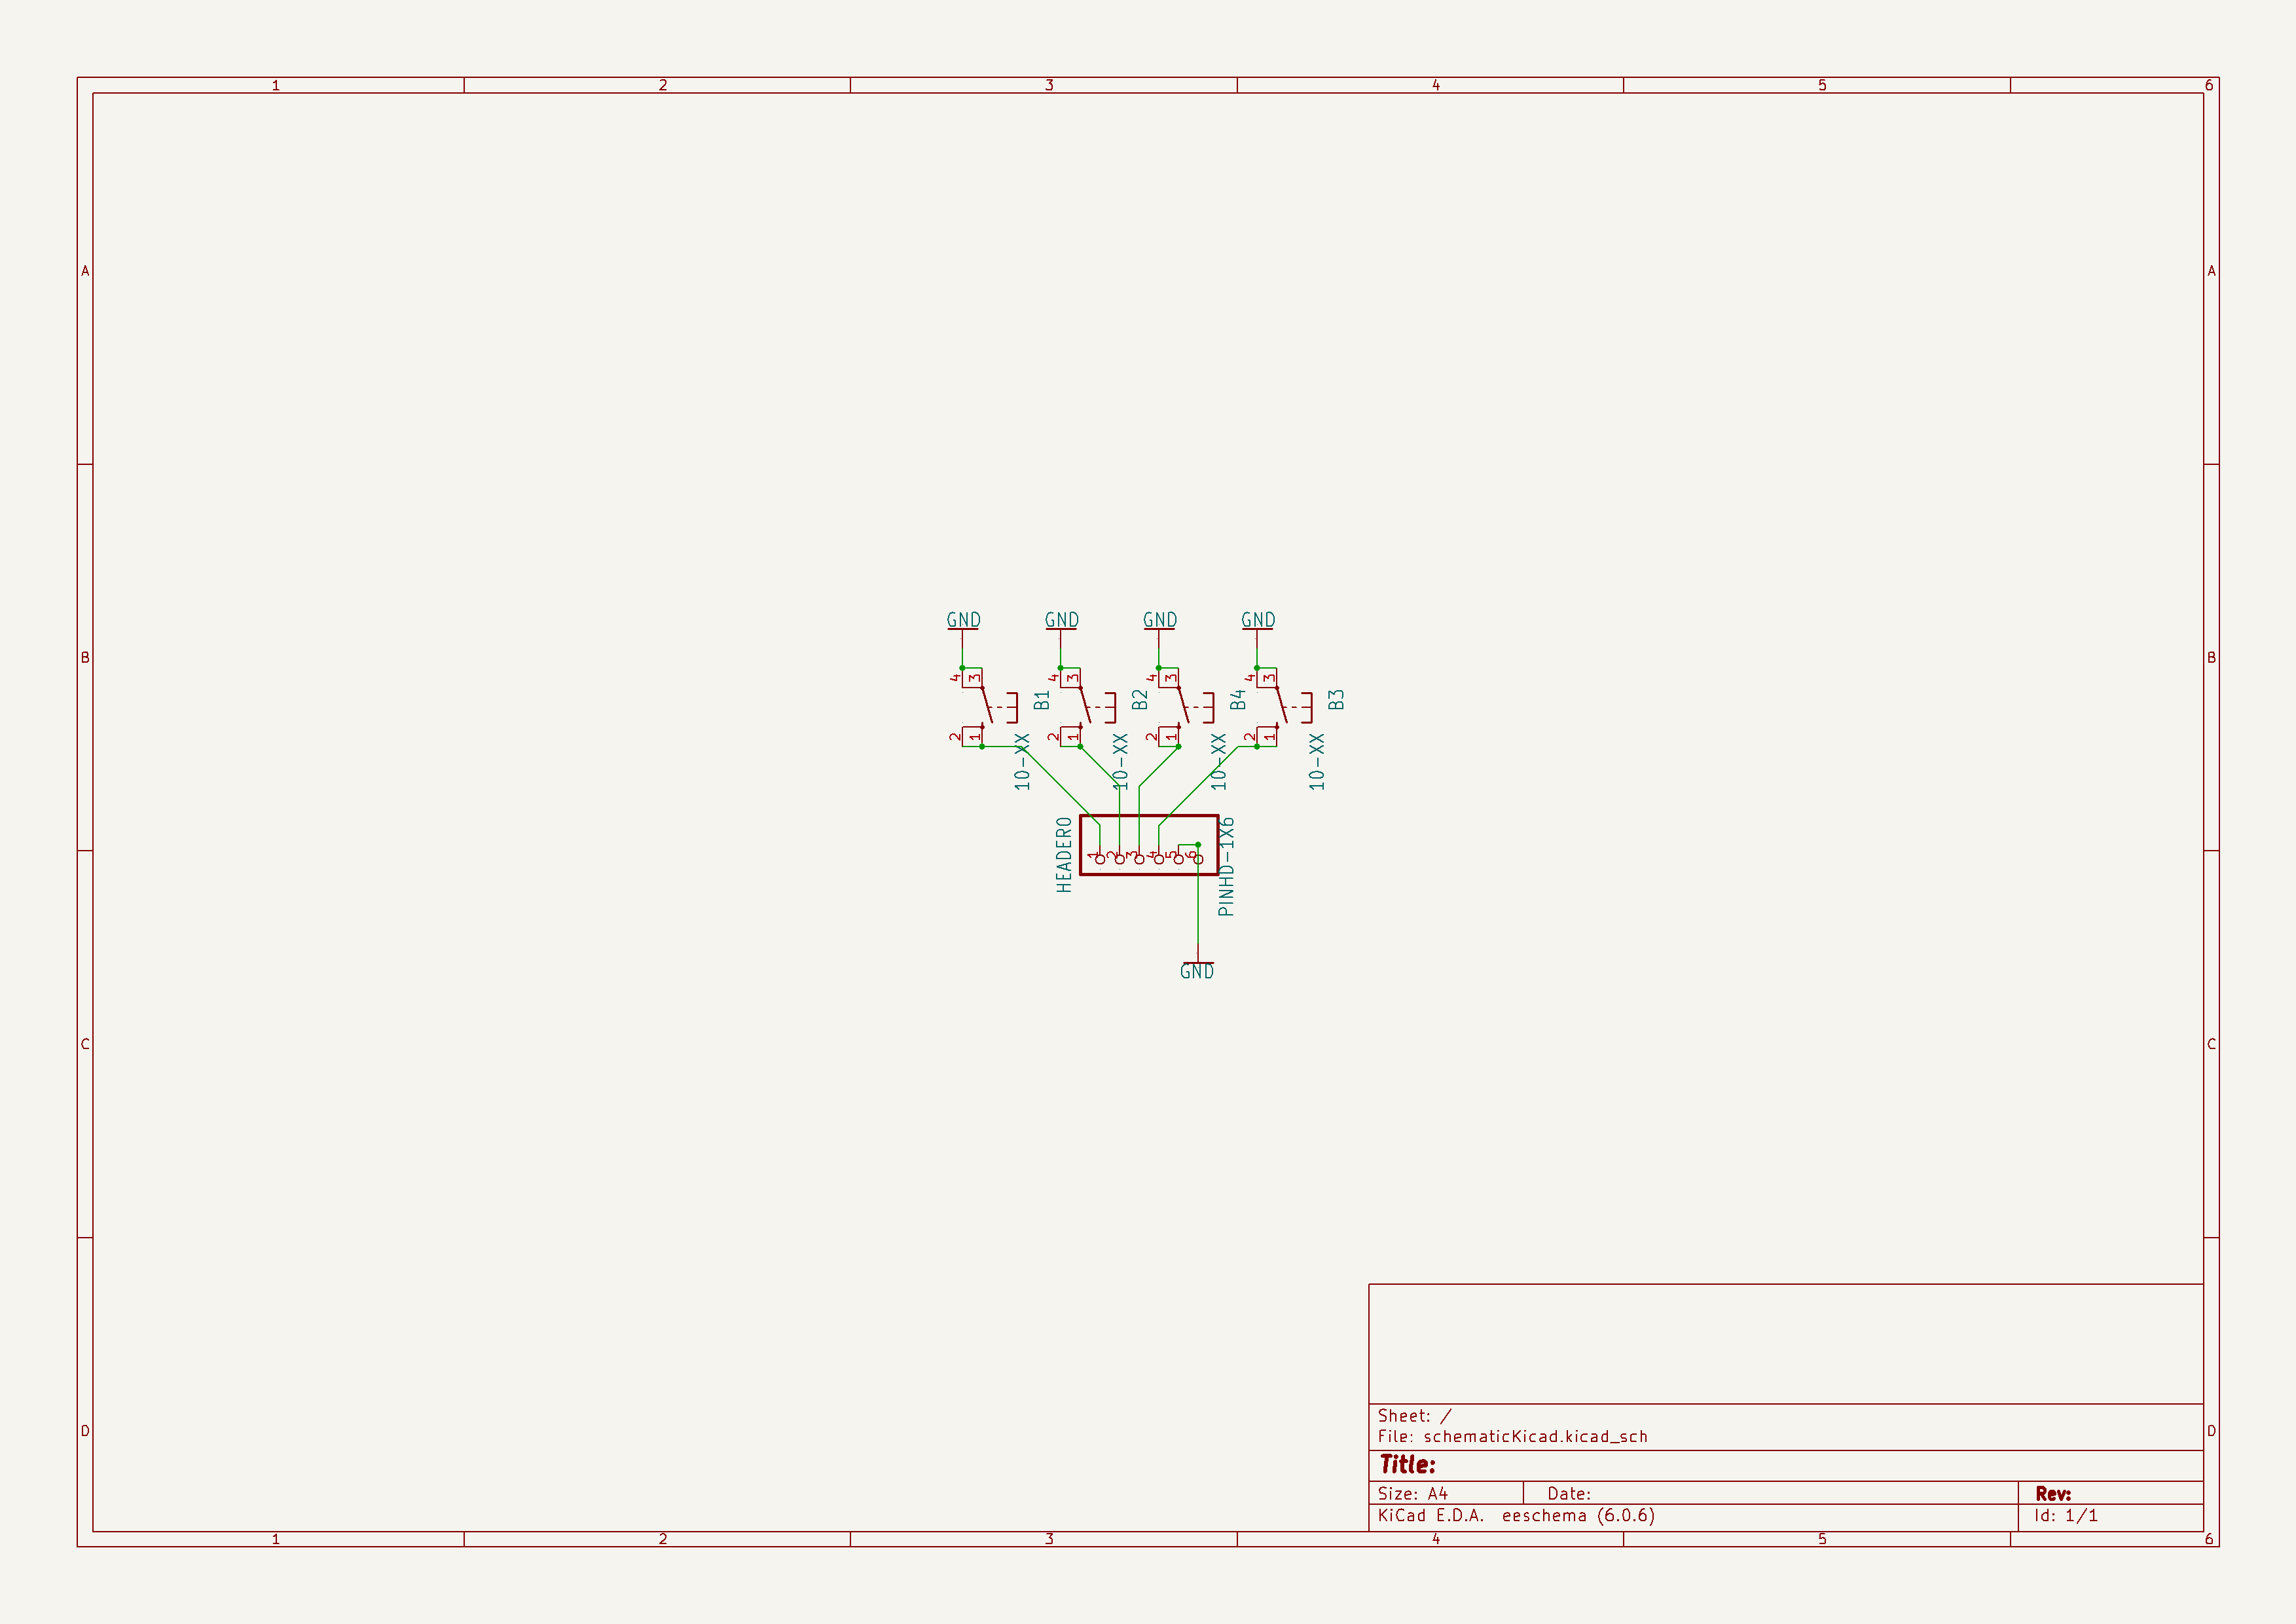 1 2 3 4 5 6
A A
GND GND GND GND
B B
4 3 4 3 4 3 4 3
B1 B2 B4 B3
2 1 2 1 2 1 2 1
10-XX 10-XX 10-XX 10-XX
HEADER0
1 2 3 4 5 6
PINHD-1X6
GND
C C
Sheet: /
File: schematicKicad.kicad_sch
D D
Title:
Size: A4 Date: Rev:
KiCad E.D.A. eeschema (6.0.6) Id: 1/1
1 2 3 4 5 6